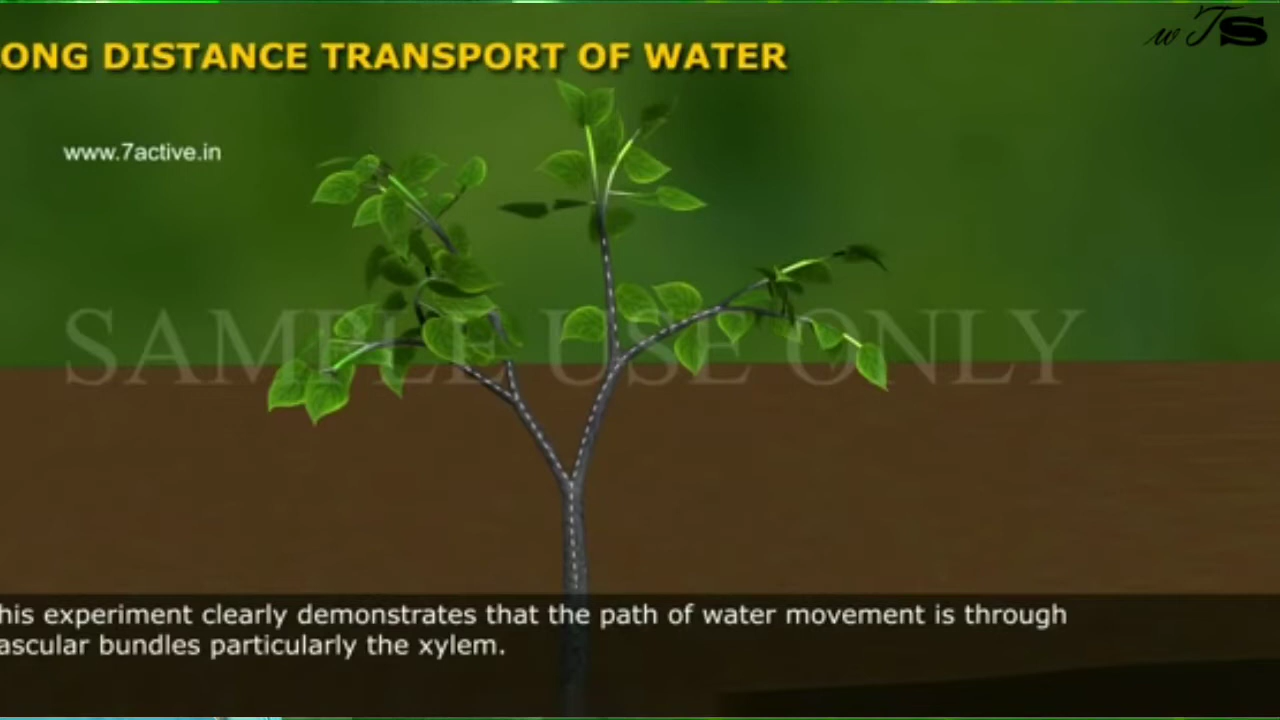 ONG DISTANCE TRANSPORT OF WATER
wTS
www.7active.in
SAMPLE USE ONLY
his experiment clearly demonstrates that the path of water movement is through
ascular bundles particularly the xylem.